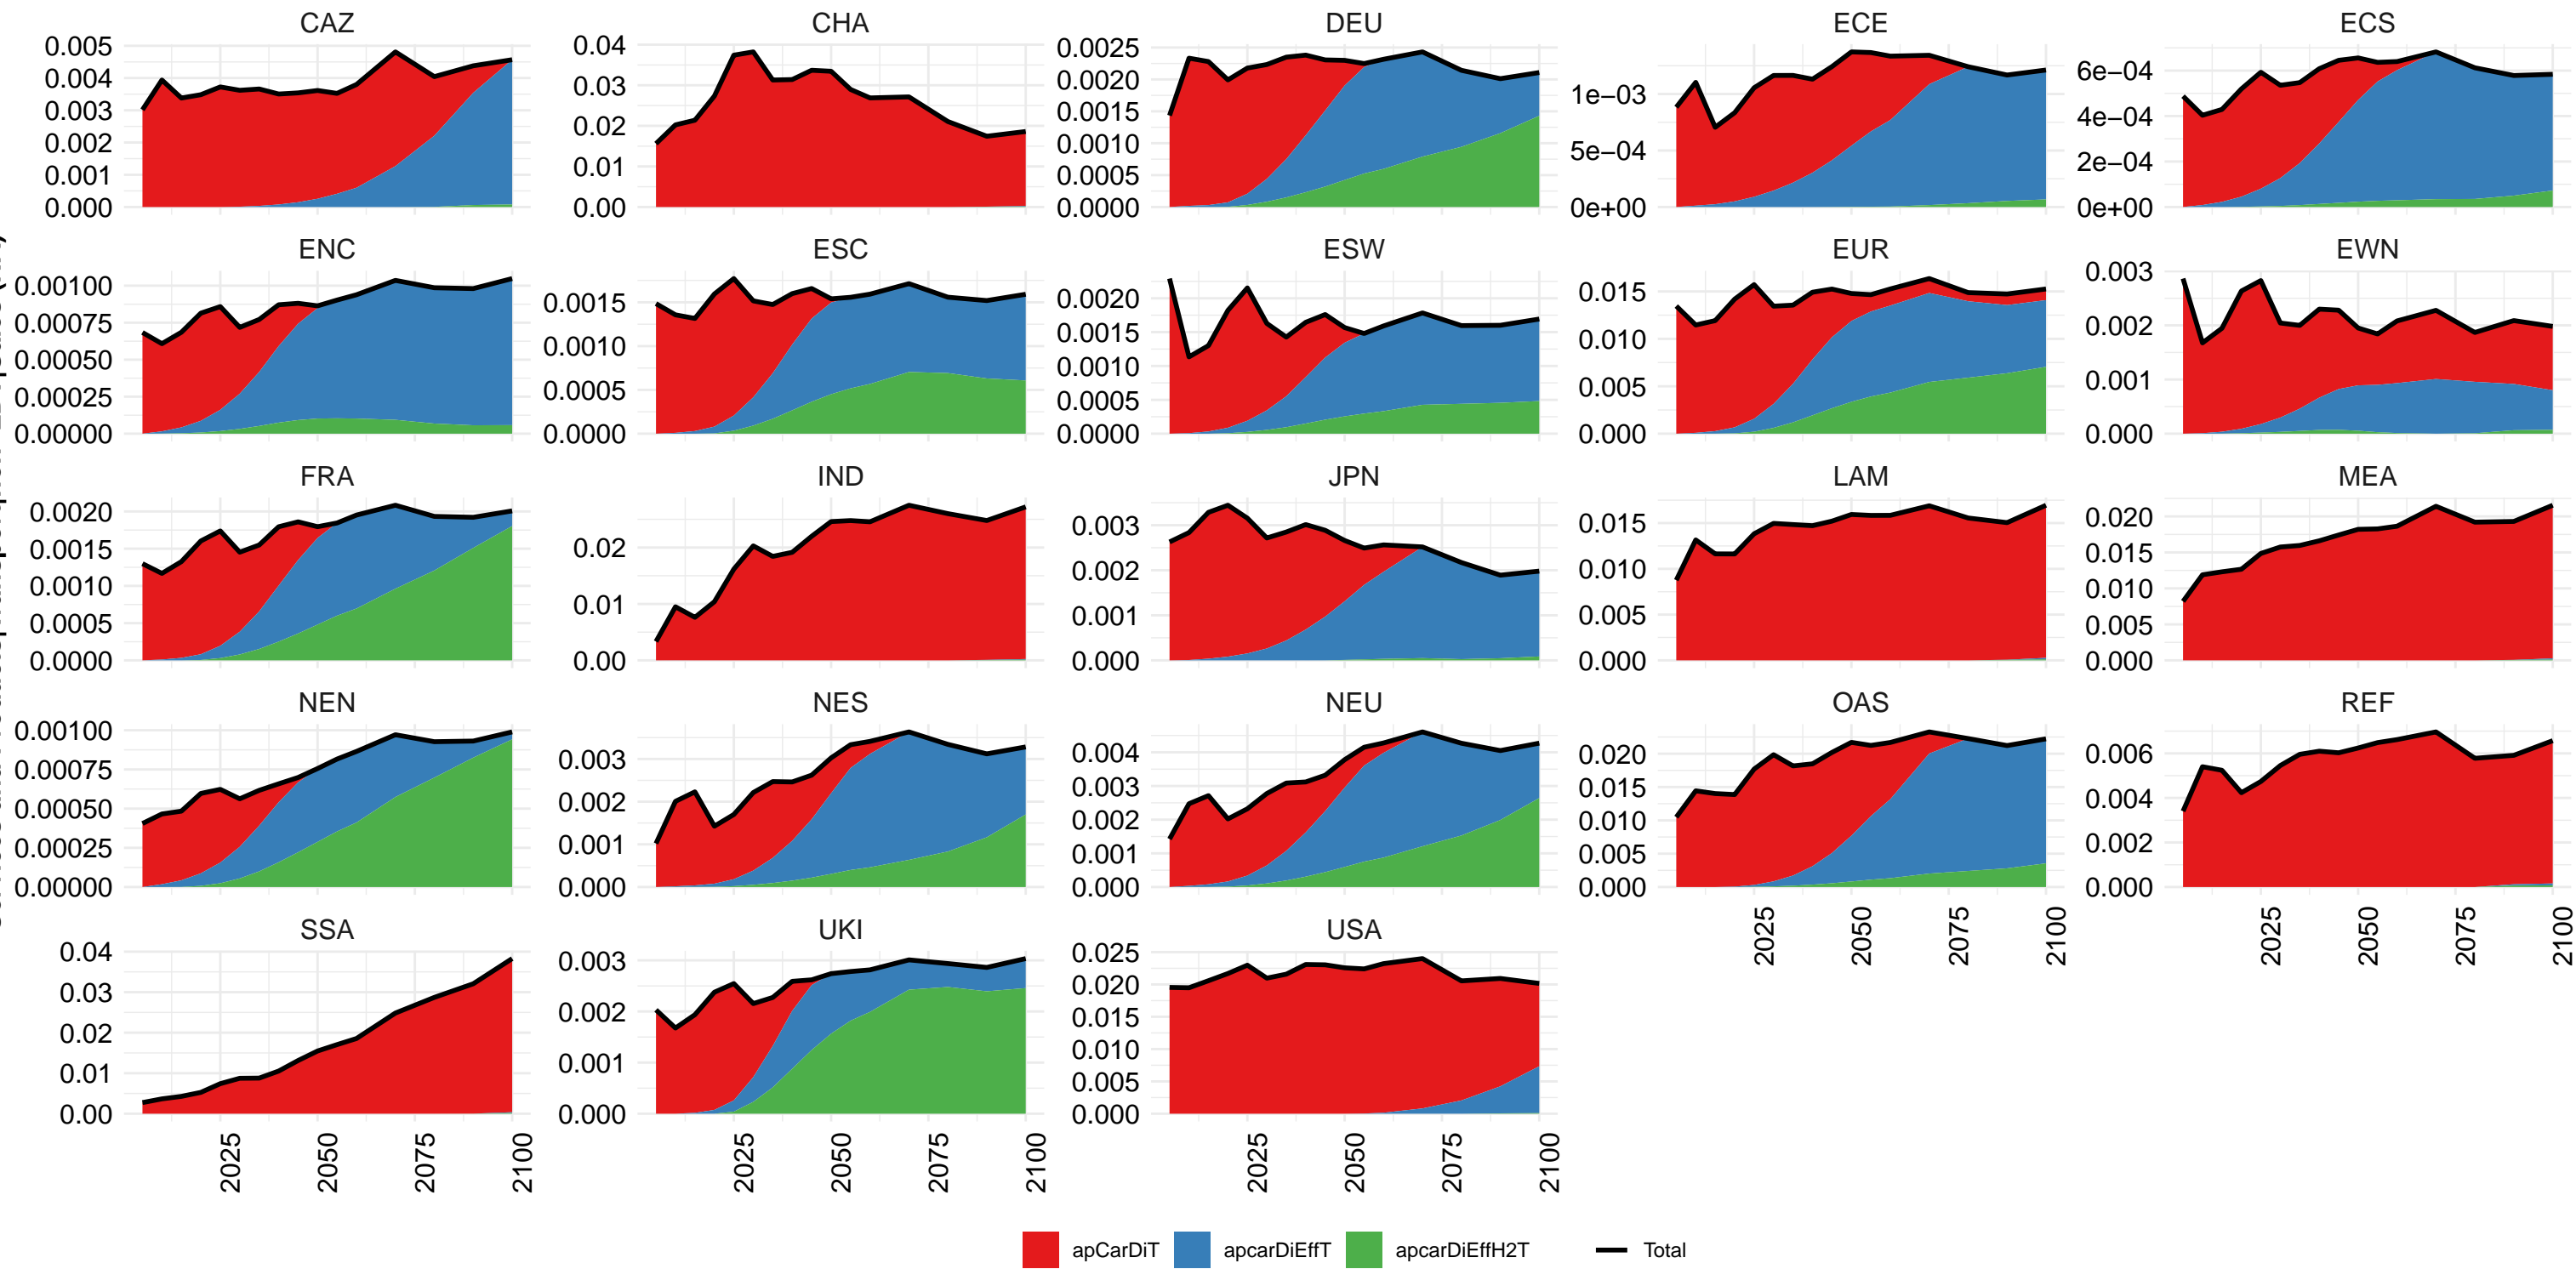 CAZ CHA DEU ECE ECS
0.005 0.004 0.003 0.002 0.001 0.000
0.04 0.03 0.02 0.01 0.00
0.0025 0.0020 0.0015 0.0010 0.0005 0.0000
1e−03 5e−04 0e+00
6e−04 4e−04 2e−04 0e+00
ENC ESC ESW EUR EWN
0.00100 0.00075 0.00050 0.00025 0.00000
0.0015 0.0010 0.0005 0.0000
0.0020 0.0015 0.0010 0.0005 0.0000
0.015 0.010 0.005 0.000
0.003 0.002 0.001 0.000
FRA IND JPN LAM MEA
0.0020 0.0015 0.0010 0.0005 0.0000
0.02 0.01 0.00
0.003 0.002 0.001 0.000
0.015 0.010 0.005 0.000
0.020 0.015 0.010 0.005 0.000
NEN NES NEU OAS REF
0.00100 0.00075 0.00050 0.00025 0.00000
0.003 0.002 0.001 0.000
0.004 0.003 0.002 0.001 0.000
0.020 0.015 0.010 0.005 0.000
0.006 0.004 0.002 0.000
2025 2050 2075 2100
2025 2050 2075 2100
SSA UKI USA
0.04 0.03 0.02 0.01 0.00
0.003 0.002 0.001 0.000
0.025 0.020 0.015 0.010 0.005 0.000
2025 2050 2075 2100
2025 2050 2075 2100
2025 2050 2075 2100
apCarDiT apcarDiEffT apcarDiEffH2T Total